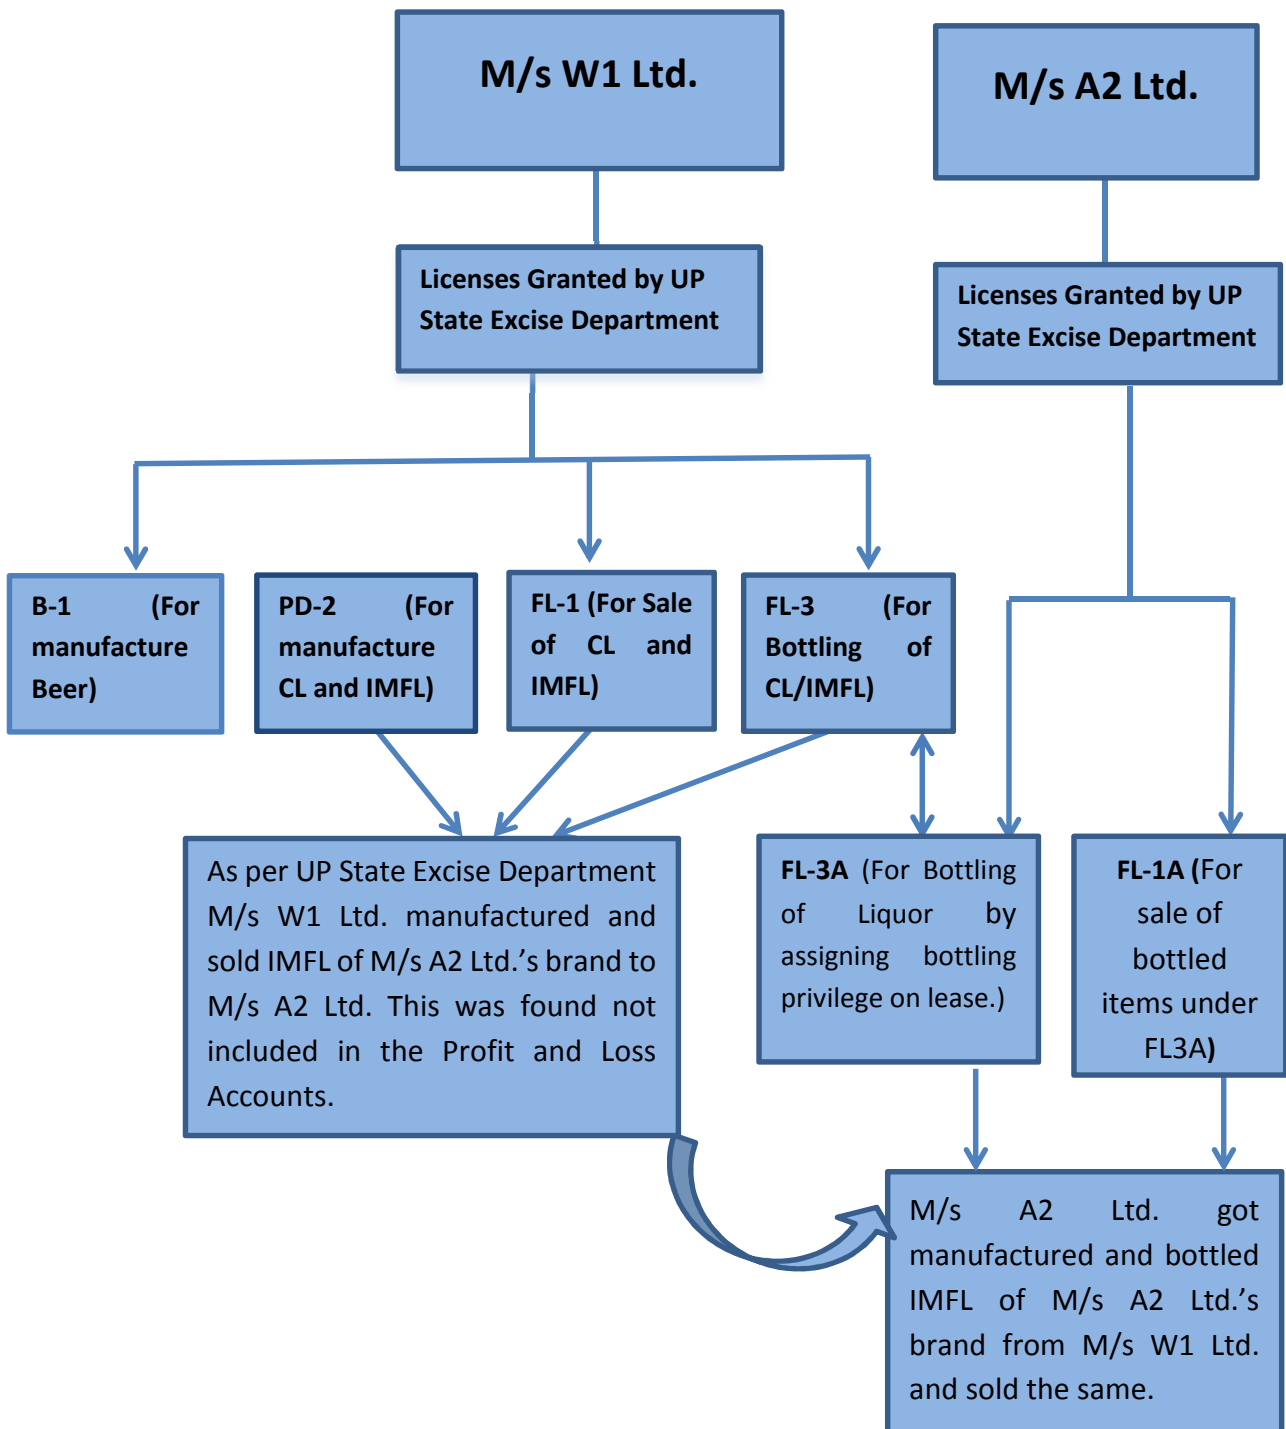 M/s W1 Ltd.
M/s A2 Ltd.
Licenses Granted by UP
State Excise Department
Licenses Granted by UP
State Excise Department
B-1 (For
manufacture
Beer)
PD-2 (For
manufacture
CL and IMFL)
FL-1 (For Sale
of CL and
IMFL)
FL-3 (For
Bottling of
CL/IMFL)
As per UP State Excise Department
M/s W1 Ltd. manufactured and
sold IMFL of M/s A2 Ltd.’s brand to
M/s A2 Ltd. This was found not
included in the Profit and Loss
Accounts.
FL-3A (For Bottling
of Liquor by
assigning bottling
privilege on lease.)
FL-1A (For
sale of
bottled
items under
FL3A)
M/s A2 Ltd. got
manufactured and bottled
IMFL of M/s A2 Ltd.’s
brand from M/s W1 Ltd.
and sold the same.